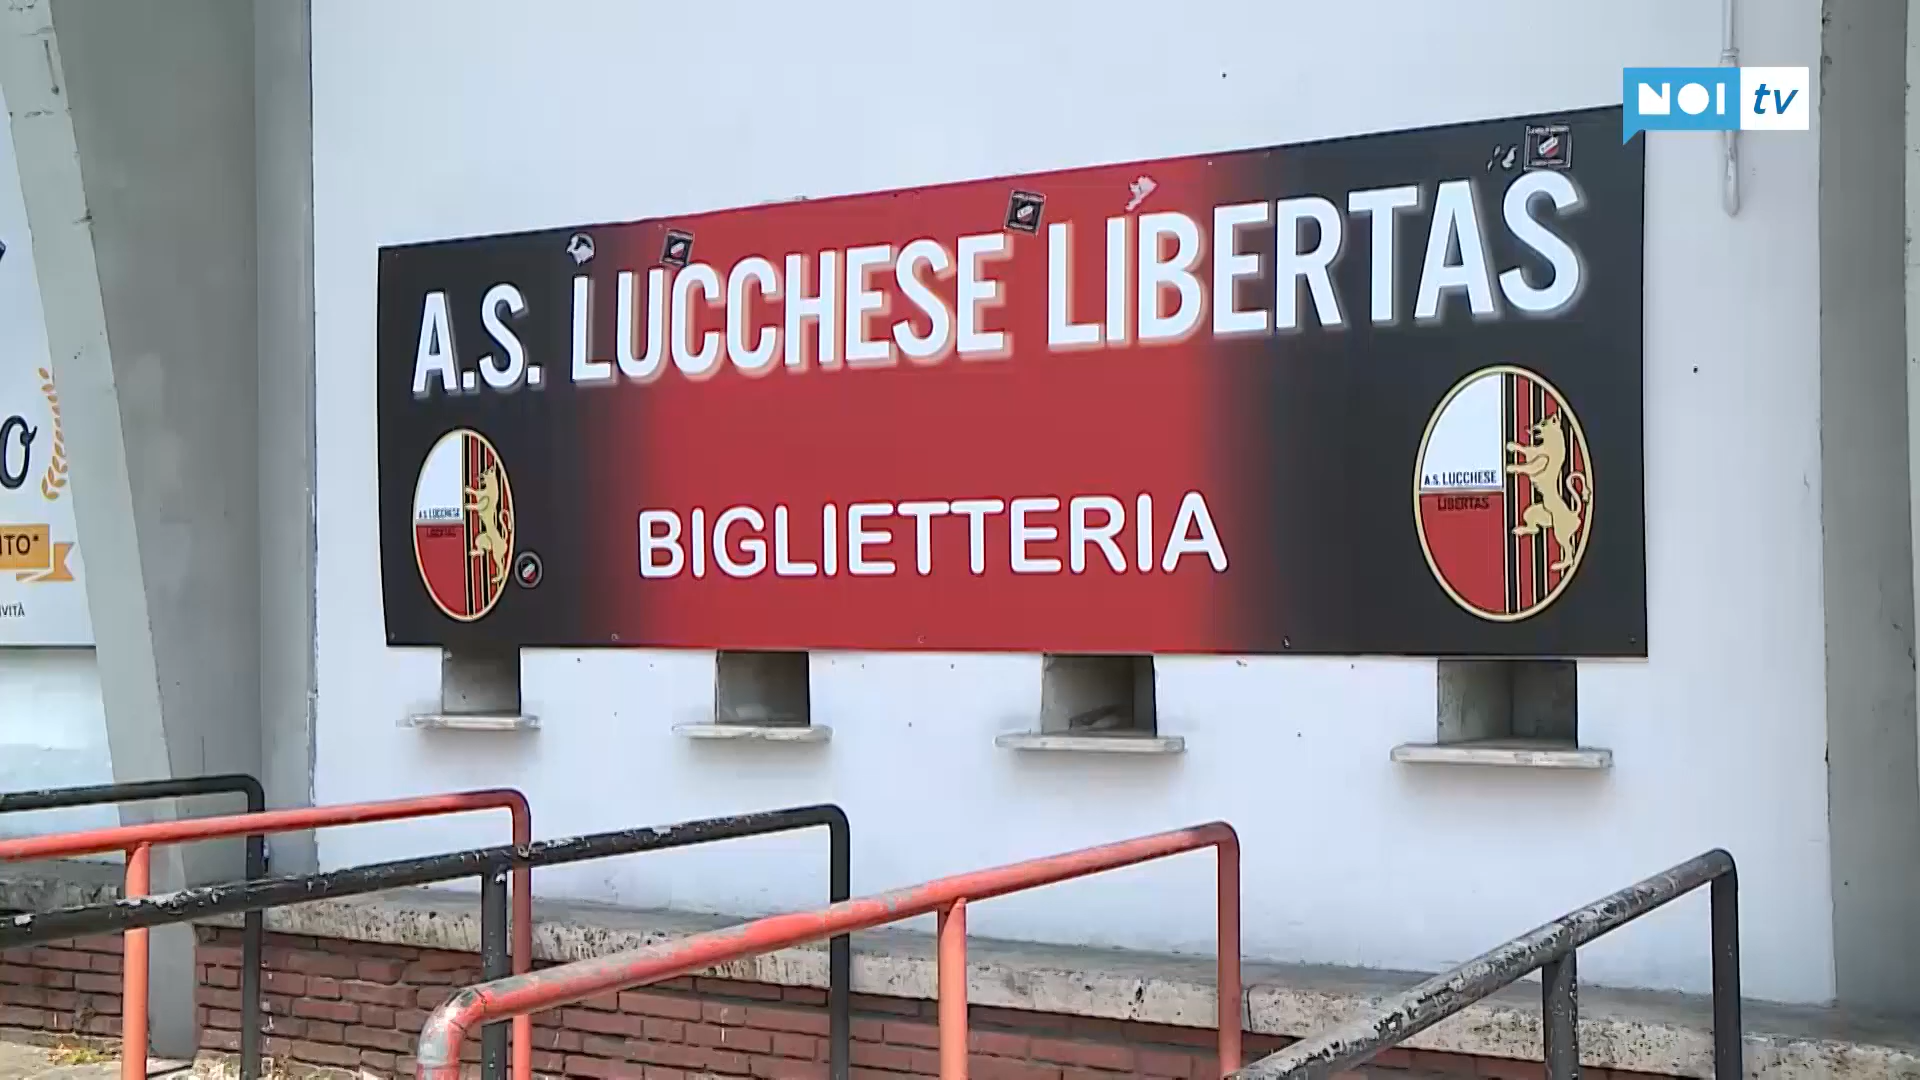 NOI tv
A.S. LUCCHESE LIBERTAS
BIGLIETTERIA
A.S. LUCCHESE
LIBERTAS
A.S. LUCCHESE
LIBERTAS